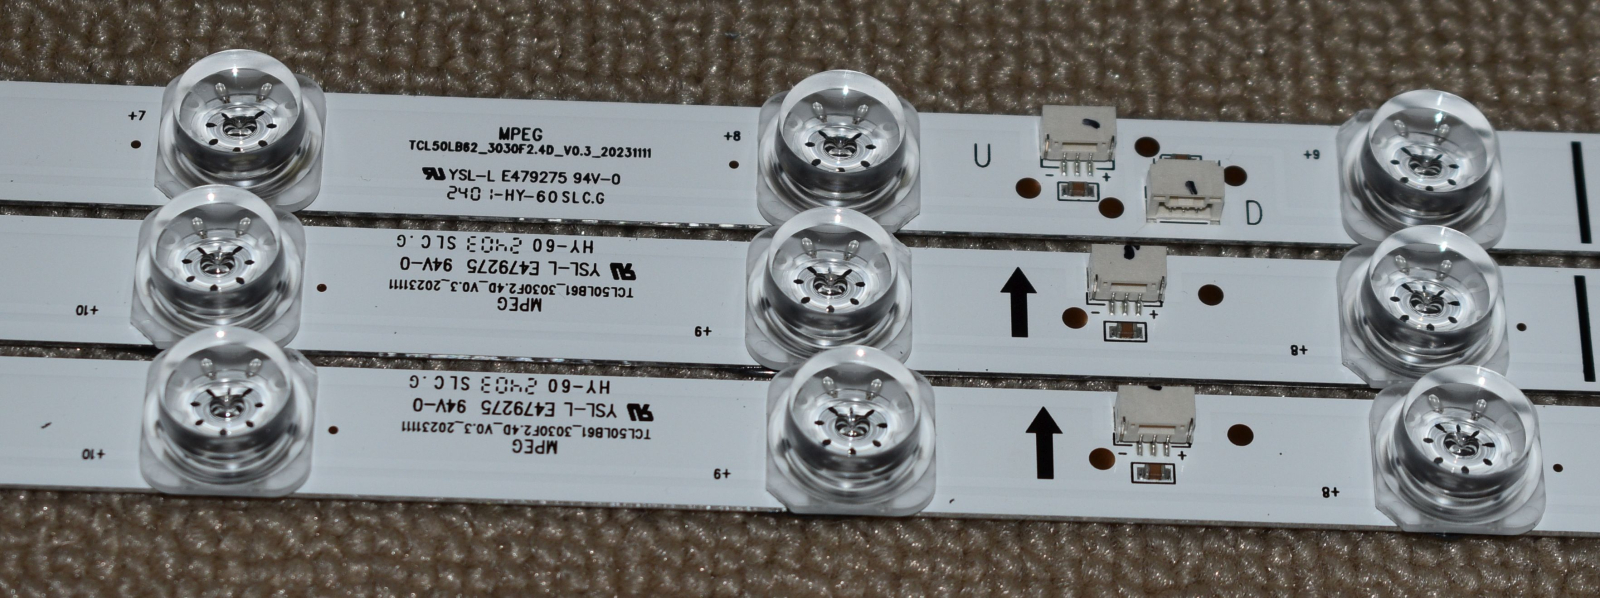 +7
MPEG
TCL50LB62_3030F2.4D_V0.3_20231111
YSL-L E479275 94V-0
2401-HY-60 SLC.G
+8
U
- +
D
+9
+10
MPEG
TCL50LB61_3030F2.4D_V0.3_20231111
YSL-L E479275 94V-0
HY-60 2403 SLC.G
+9
- +
+8
+10
MPEG
TCL50LB61_3030F2.4D_V0.3_20231111
YSL-L E479275 94V-0
HY-60 2403 SLC.G
+9
- +
+8